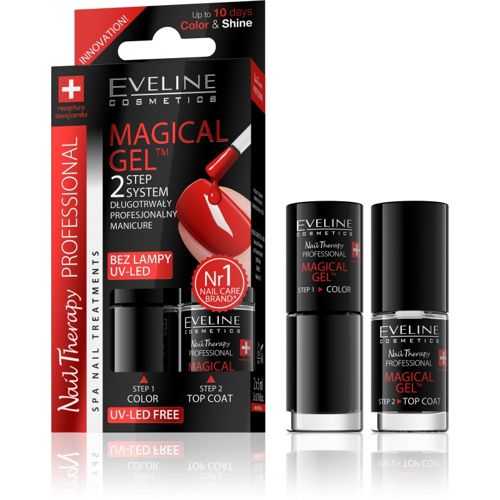 INNOVATION!
Up to 10 days
Color & Shine
EVELINE
COSMETICS
MAGICAL
GEL™
2 STEP
SYSTEM
DŁUGOTRWAŁY
PROFESJONALNY
MANICURE
BEZ LAMPY
UV-LED
Nr1
NAIL CARE
BRAND*
STEP 1
COLOR
UV-LED FREE
EVELINE
COSMETICS
Nail Therapy
PROFESSIONAL
MAGICAL
STEP 2
TOP COAT
Nail Therapy PROFESSIONAL
SPA NAIL TREATMENTS
EVELINE
COSMETICS
Nail Therapy
PROFESSIONAL
MAGICAL
GEL™
STEP 1 COLOR
EVELINE
COSMETICS
Nail Therapy
PROFESSIONAL
MAGICAL
GEL™
STEP 2 TOP COAT